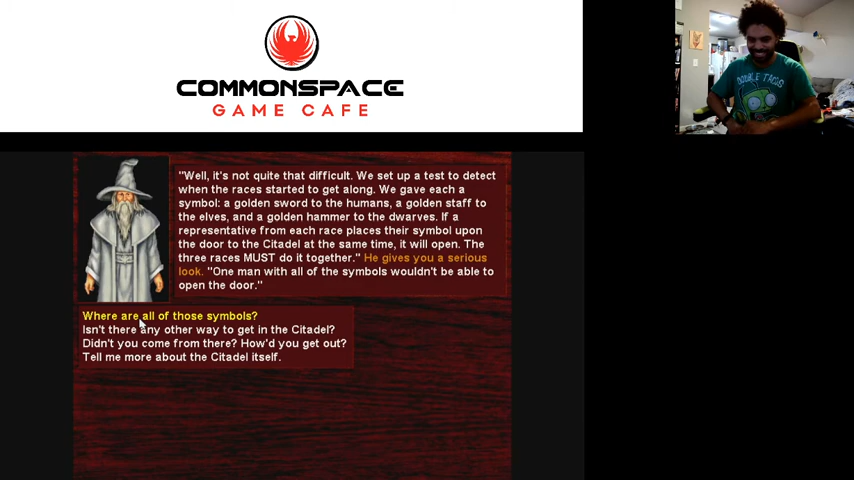 COMMONSPACE
GAME CAFE
DOUBLE TACOS
"Well, it's not quite that difficult. We set up a test to detect
when the races started to get along. We gave each a
symbol: a golden sword to the humans, a golden staff to
the elves, and a golden hammer to the dwarves. If a
representative from each race places their symbol upon
the door to the Citadel at the same time, it will open. The
three races MUST do it together." He gives you a serious
look. "One man with all of the symbols wouldn't be able to
open the door."
Where are all of those symbols?
Isn't there any other way to get in the Citadel?
Didn't you come from there? How'd you get out?
Tell me more about the Citadel itself.